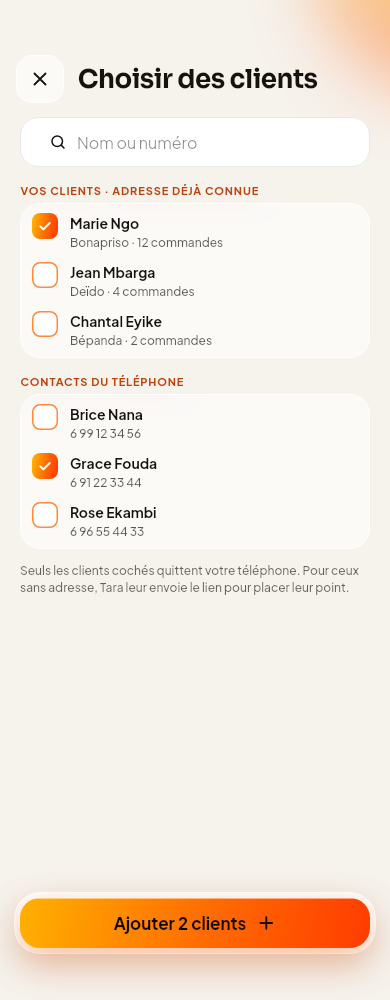 Choisir des clients
Nom ou numéro
VOS CLIENTS · ADRESSE DÉJÀ CONNUE
Marie Ngo
Bonapriso · 12 commandes
Jean Mbarga
Deïdo · 4 commandes
Chantal Eyike
Bépanda · 2 commandes
CONTACTS DU TÉLÉPHONE
Brice Nana
6 99 12 34 56
Grace Fouda
6 91 22 33 44
Rose Ekambi
6 96 55 44 33
Seuls les clients cochés quittent votre téléphone. Pour ceux
sans adresse, Tara leur envoie le lien pour placer leur point.
Ajouter 2 clients